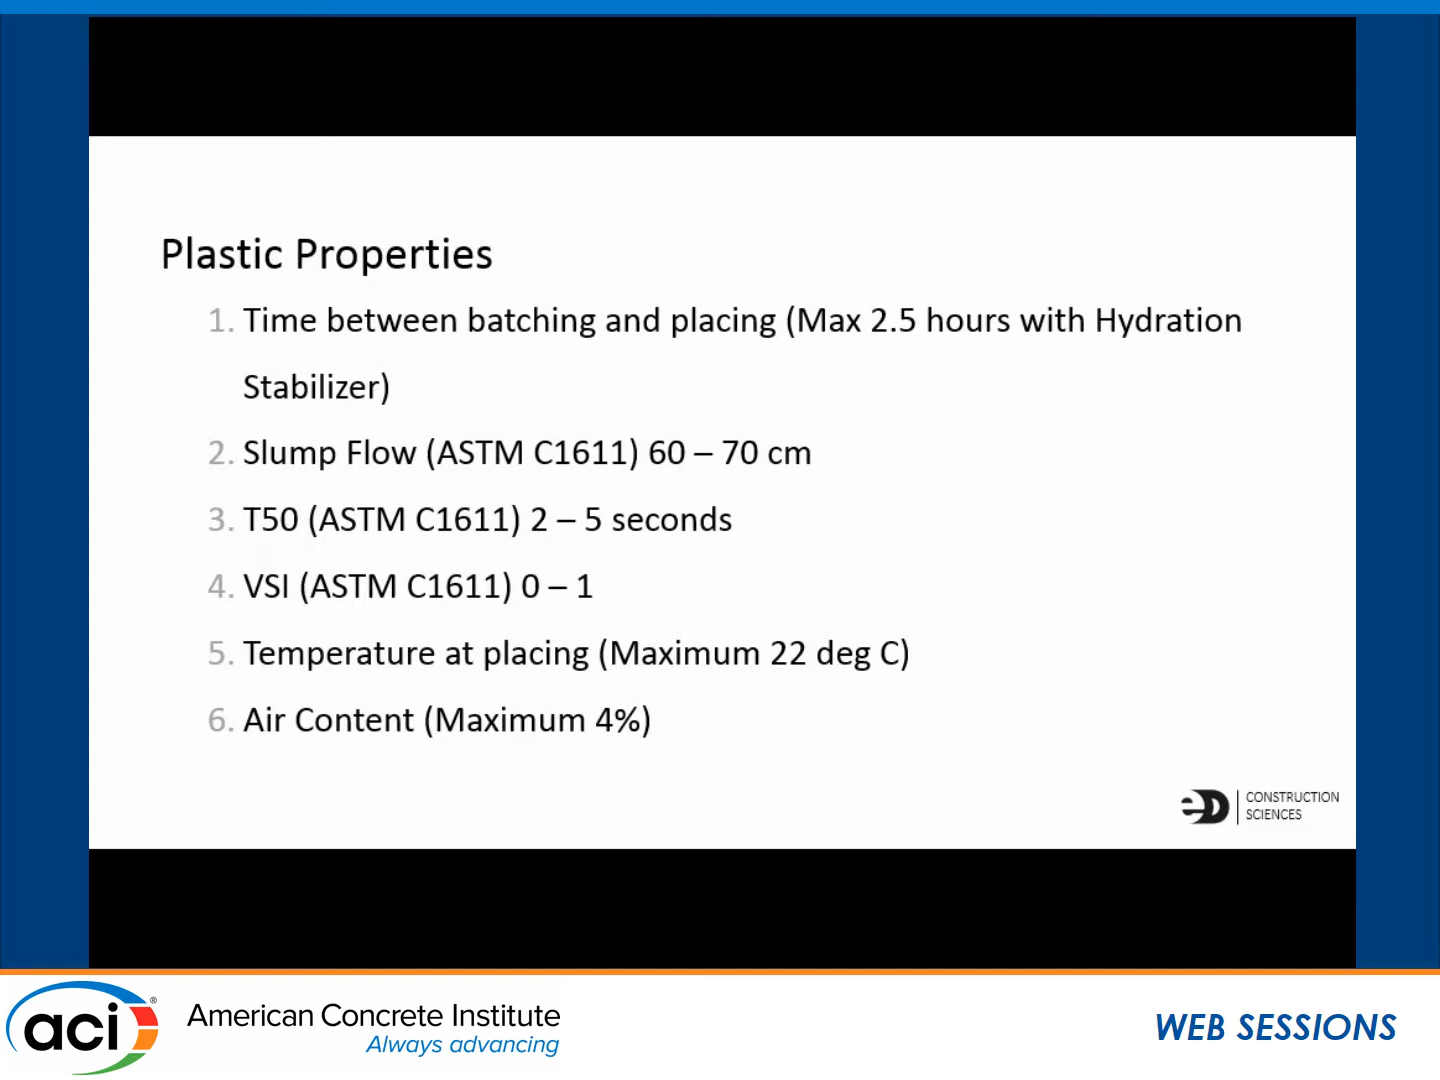 Plastic Properties
1. Time between batching and placing (Max 2.5 hours with Hydration
Stabilizer)
2. Slump Flow (ASTM C1611) 60 – 70 cm
3. T50 (ASTM C1611) 2 – 5 seconds
4. VSI (ASTM C1611) 0 – 1
5. Temperature at placing (Maximum 22 deg C)
6. Air Content (Maximum 4%)
eD CONSTRUCTION
SCIENCES
aci® American Concrete Institute
Always advancing
WEB SESSIONS